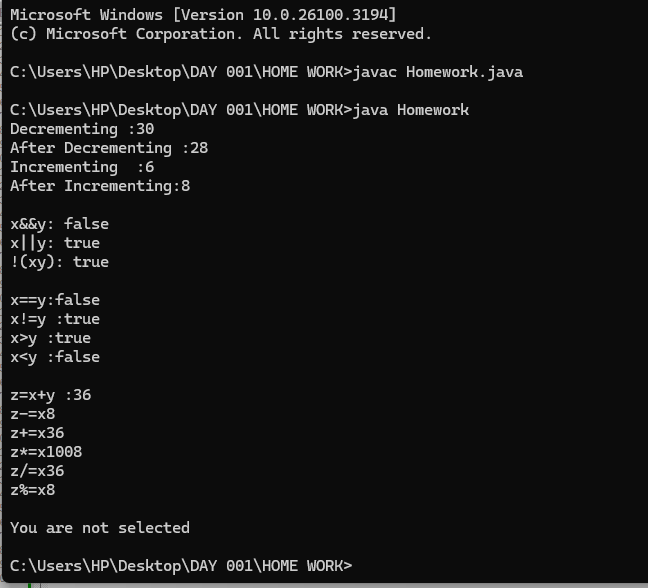 Microsoft Windows [Version 10.0.26100.3194]
(c) Microsoft Corporation. All rights reserved.
C:\Users\HP\Desktop\DAY 001\HOME WORK>javac Homework.java
C:\Users\HP\Desktop\DAY 001\HOME WORK>java Homework
Decrementing :30
After Decrementing :28
Incrementing  :6
After Incrementing:8
x&&y: false
x||y: true
!(xy): true
x==y:false
x!=y :true
x>y :true
x<y :false
z=x+y :36
z-=x8
z+=x36
z*=x1008
z/=x36
z%=x8
You are not selected
C:\Users\HP\Desktop\DAY 001\HOME WORK>